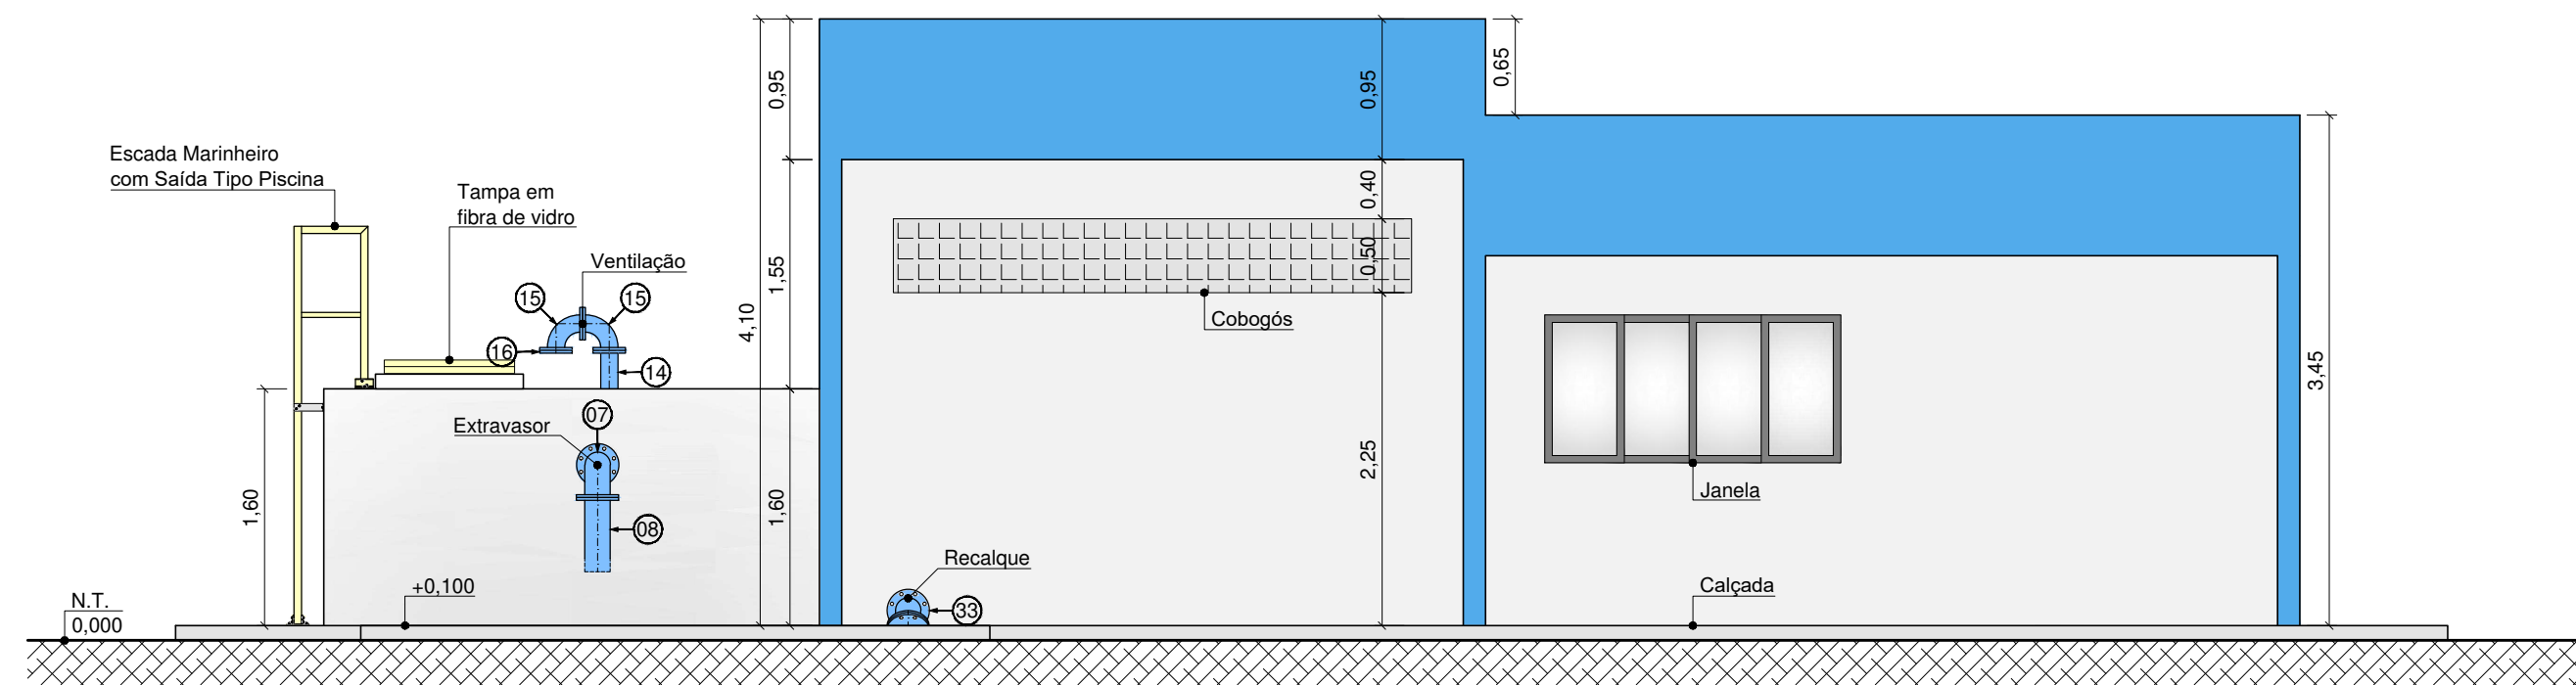 Escada Marinheiro
com Saída Tipo Piscina
Tampa em
fibra de vidro
Ventilação
15
15
16
14
07
Extravasor
08
1,60
N.T.
0,000
+0,100
4,10
0,95
1,55
1,60
0,95
0,40
0,50
2,25
Cobogós
Recalque
33
0,65
3,45
Janela
Calçada